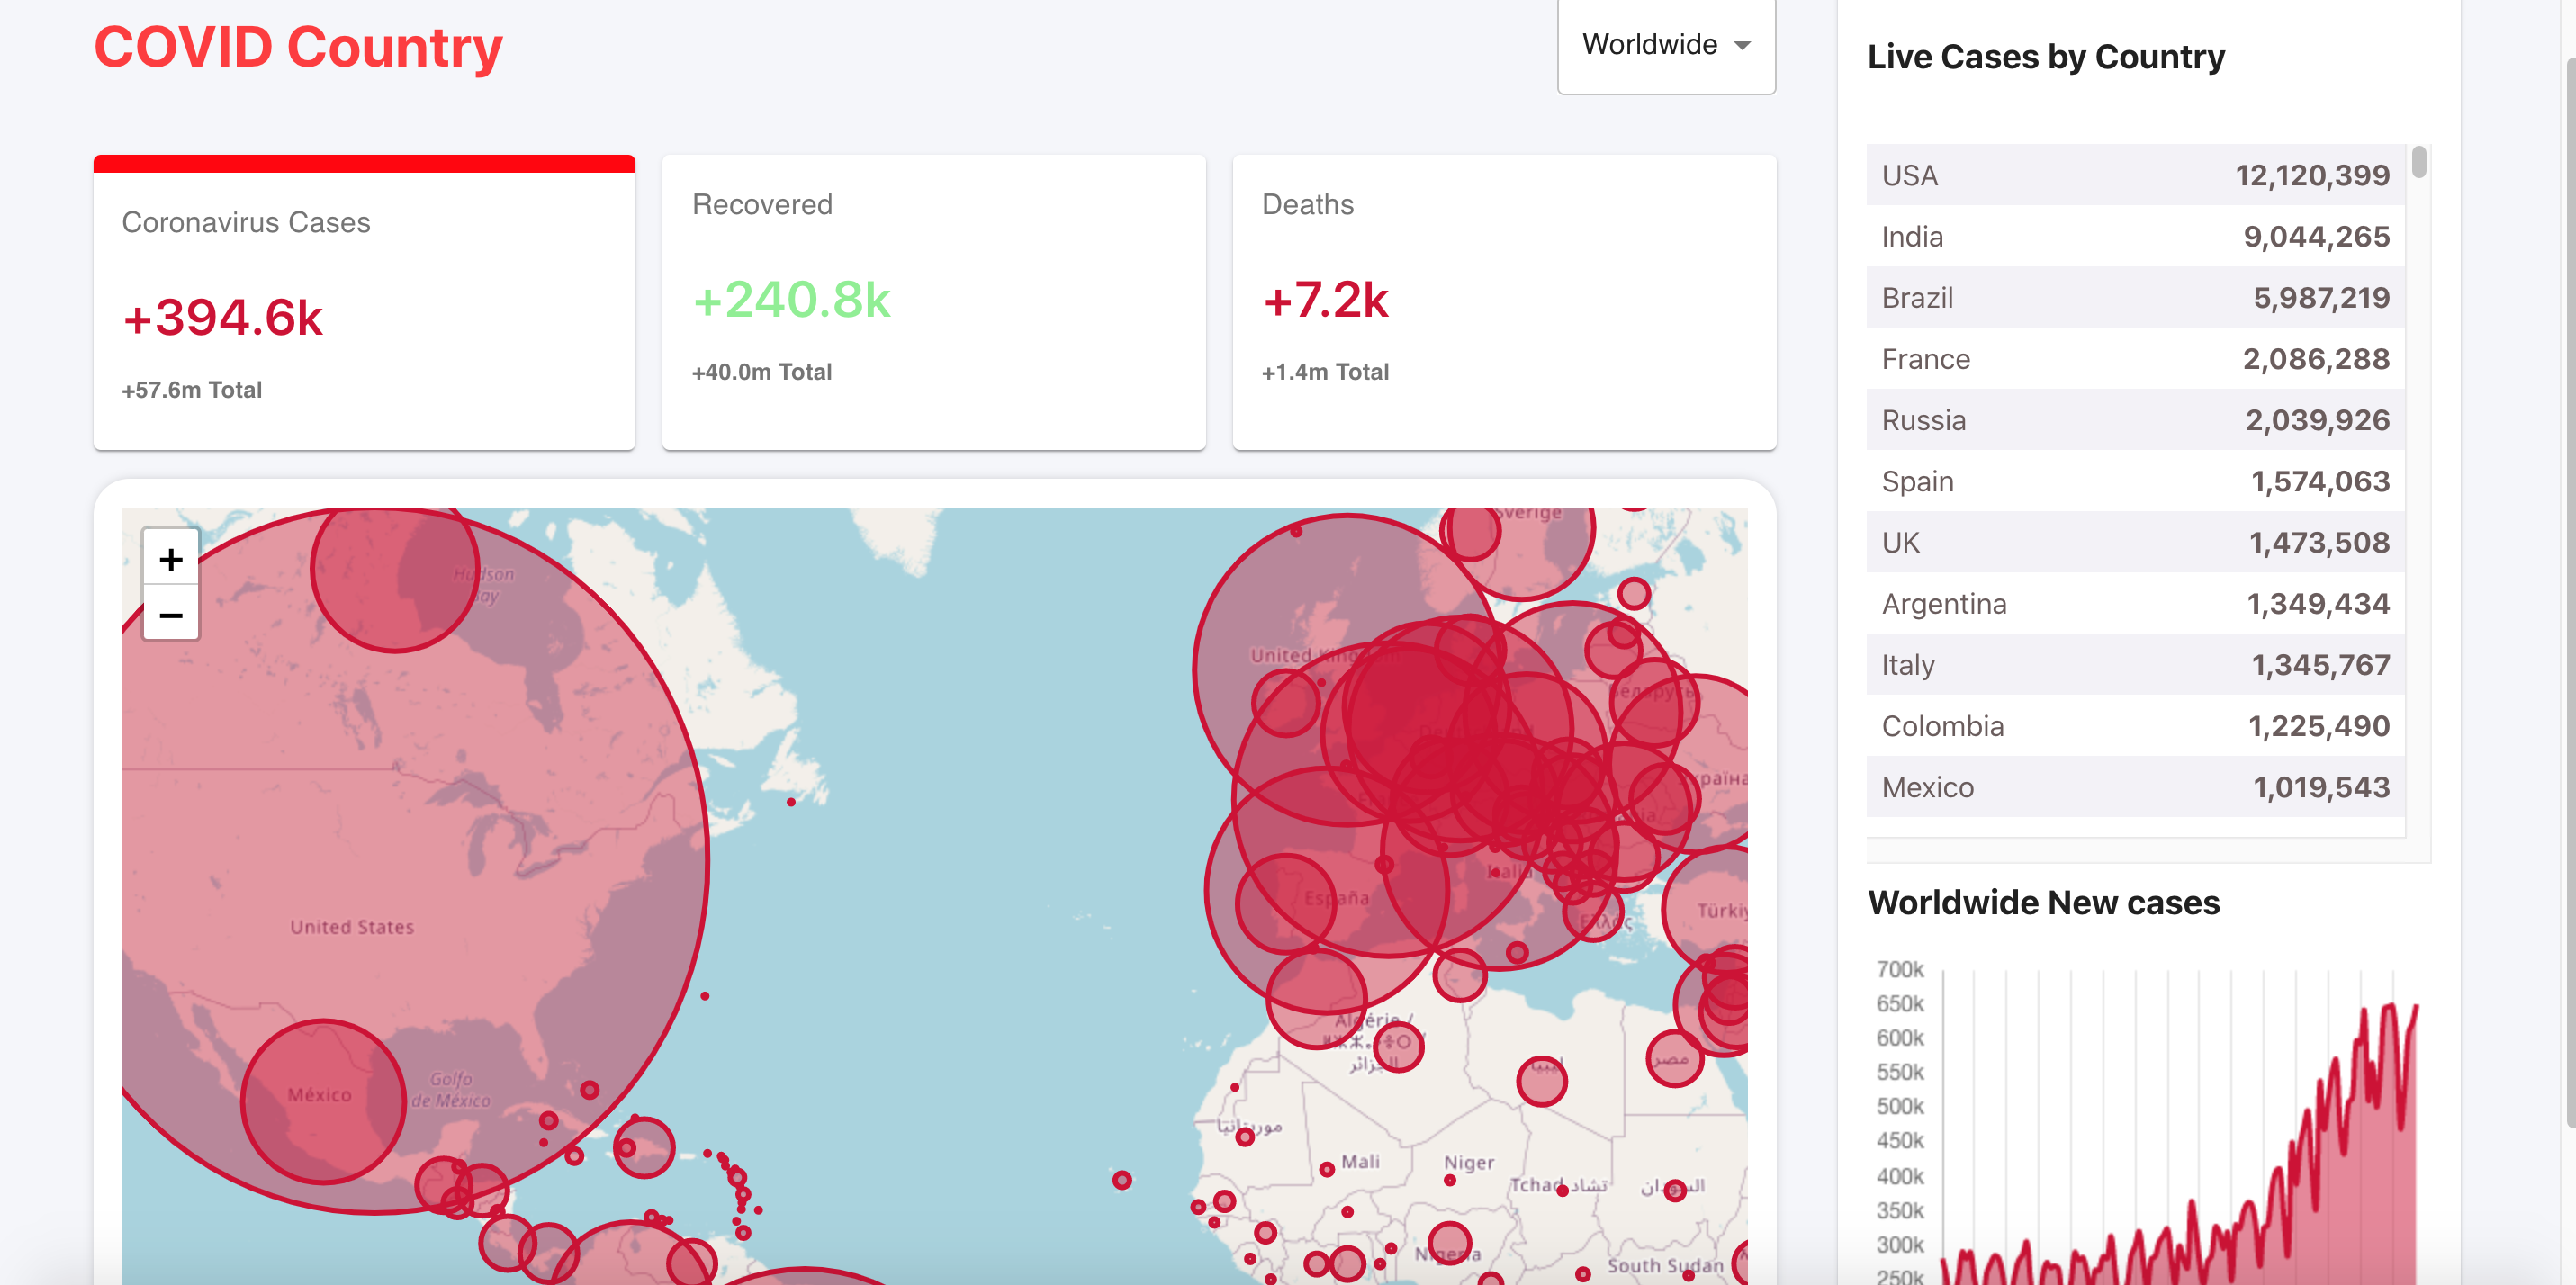 COVID Country
Worldwide
Coronavirus Cases
+394.6k
+57.6m Total
Recovered
+240.8k
+40.0m Total
Deaths
+7.2k
+1.4m Total
+
−
Hudson
Bay
United States
México
Golfo
de México
Sverige
United Kingdom
Беларусь
España
Italia
Ελλάς
Algérie /
الجزائر
ليبيا
مصر
موريتانيا
Mali
Niger
Tchad تشاد
السودان
Nigeria
South Sudan
Live Cases by Country
USA 12,120,399
India 9,044,265
Brazil 5,987,219
France 2,086,288
Russia 2,039,926
Spain 1,574,063
UK 1,473,508
Argentina 1,349,434
Italy 1,345,767
Colombia 1,225,490
Mexico 1,019,543
Worldwide New cases
700k
650k
600k
550k
500k
450k
400k
350k
300k
250k